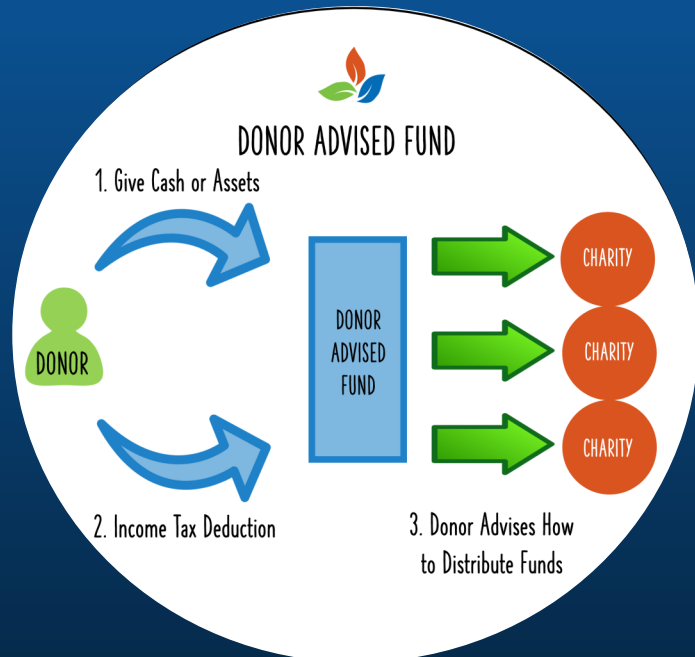 DONOR ADVISED FUND
1. Give Cash or Assets
DONOR
DONOR
ADVISED
FUND
CHARITY
CHARITY
CHARITY
2. Income Tax Deduction
3. Donor Advises How
to Distribute Funds